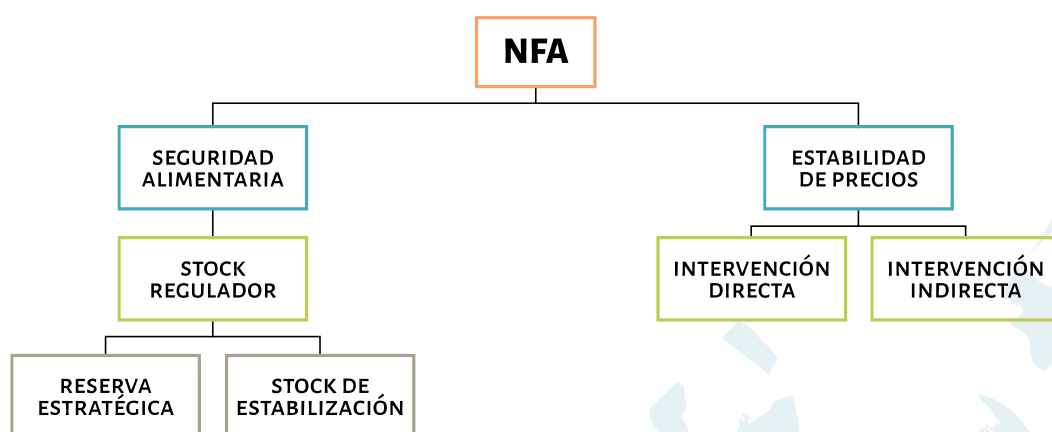 NFA
SEGURIDAD
ALIMENTARIA
ESTABILIDAD
DE PRECIOS
STOCK
REGULADOR
INTERVENCIÓN
DIRECTA
INTERVENCIÓN
INDIRECTA
RESERVA
ESTRATÉGICA
STOCK DE
ESTABILIZACIÓN